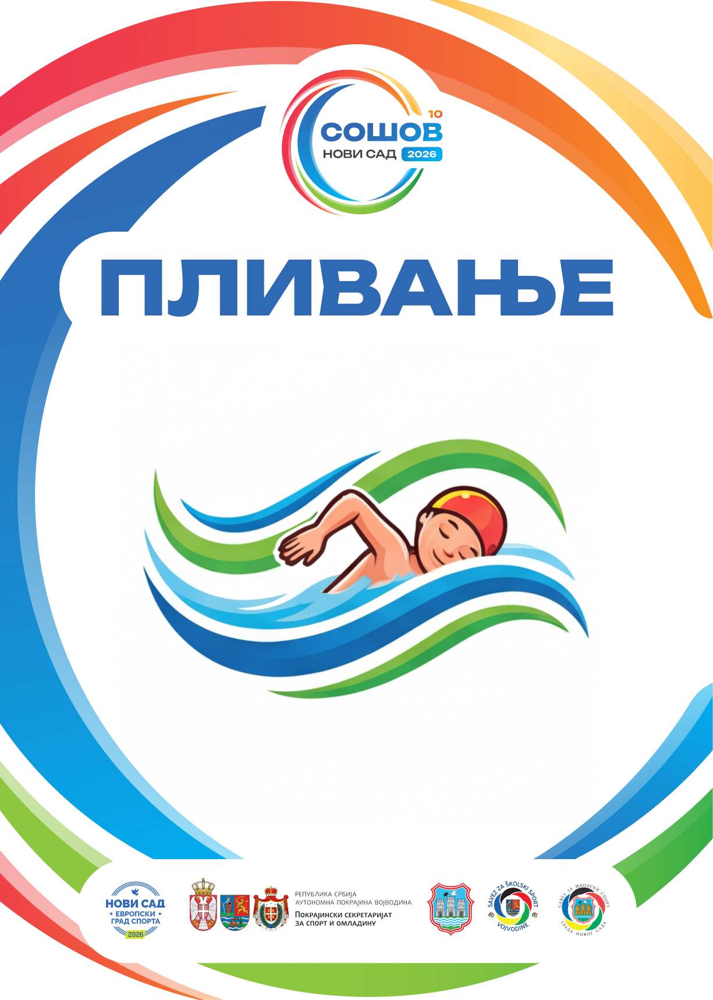 10
СОШОВ
НОВИ САД 2026
ПЛИВАЊЕ
НОВИ САД
ЕВРОПСКИ
ГРАД СПОРТА
2026
РЕПУБЛИКА СРБИЈА
АУТОНОМНА ПОКРАЈИНА ВОЈВОДИНА
ПОКРАЈИНСКИ СЕКРЕТАРИЈАТ
ЗА СПОРТ И ОМЛАДИНУ
SAVEZ ZA ŠKOLSKI SPORT
VOJVODINE
САВЕЗ ЗА ШКОЛСКИ СПОРТ
ГРАДА НОВОГ САДА